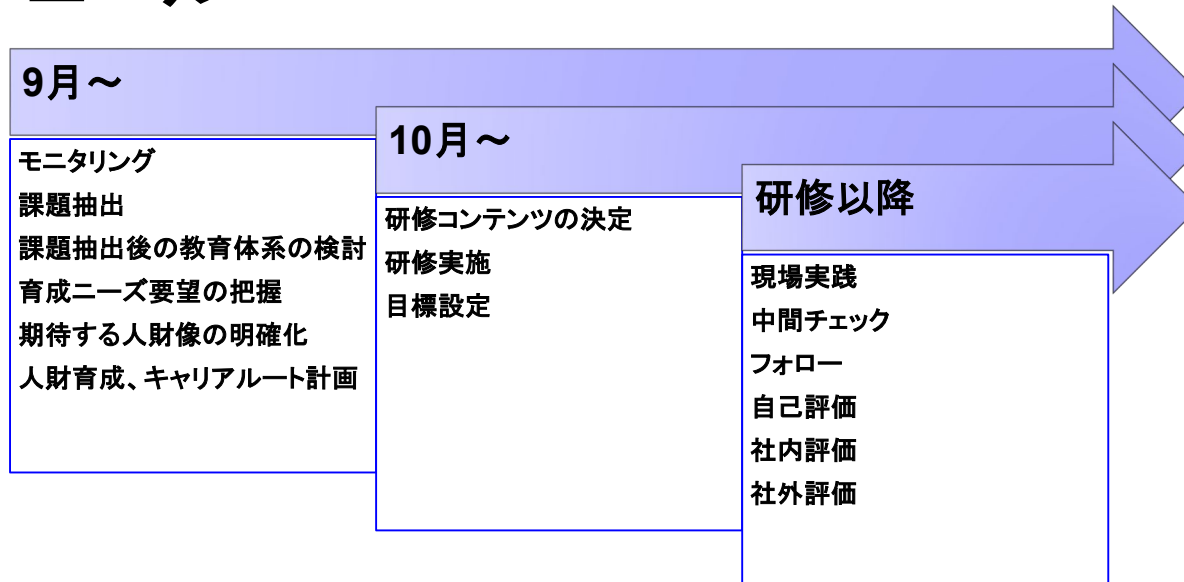 9月～
モニタリング
課題抽出
課題抽出後の教育体系の検討
育成ニーズ要望の把握
期待する人財像の明確化
人財育成、キャリアルート計画
10月～
研修コンテンツの決定
研修実施
目標設定
研修以降
現場実践
中間チェック
フォロー
自己評価
社内評価
社外評価